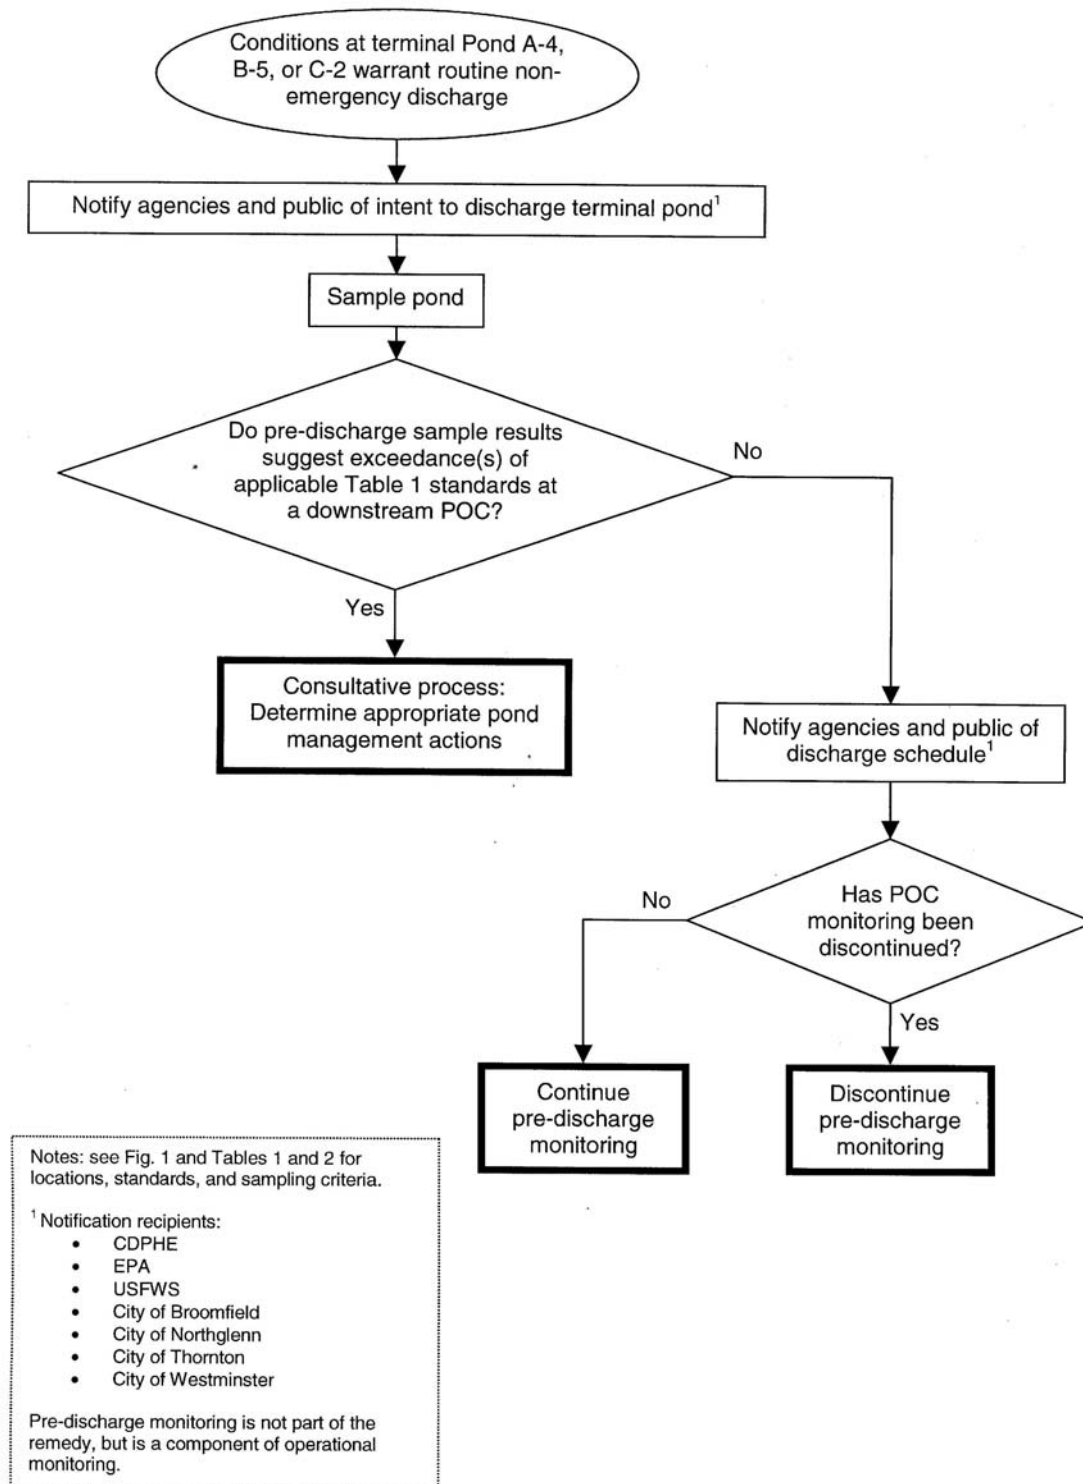 Conditions at terminal Pond A-4,
B-5, or C-2 warrant routine non-
emergency discharge
Notify agencies and public of intent to discharge terminal pond¹
Sample pond
Do pre-discharge sample results
suggest exceedance(s) of
applicable Table 1 standards at
a downstream POC?
No
Yes
Consultative process:
Determine appropriate pond
management actions
Notify agencies and public of
discharge schedule¹
Has POC
monitoring been
discontinued?
No
Yes
Continue
pre-discharge
monitoring
Discontinue
pre-discharge
monitoring
Notes: see Fig. 1 and Tables 1 and 2 for
locations, standards, and sampling criteria.
¹ Notification recipients:
• CDPHE
• EPA
• USFWS
• City of Broomfield
• City of Northglenn
• City of Thornton
• City of Westminster
Pre-discharge monitoring is not part of the
remedy, but is a component of operational
monitoring.